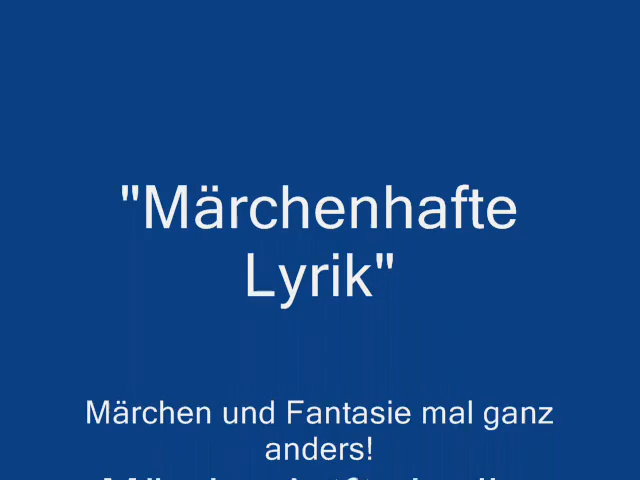 "Märchenhafte
Lyrik"
Märchen und Fantasie mal ganz
anders!